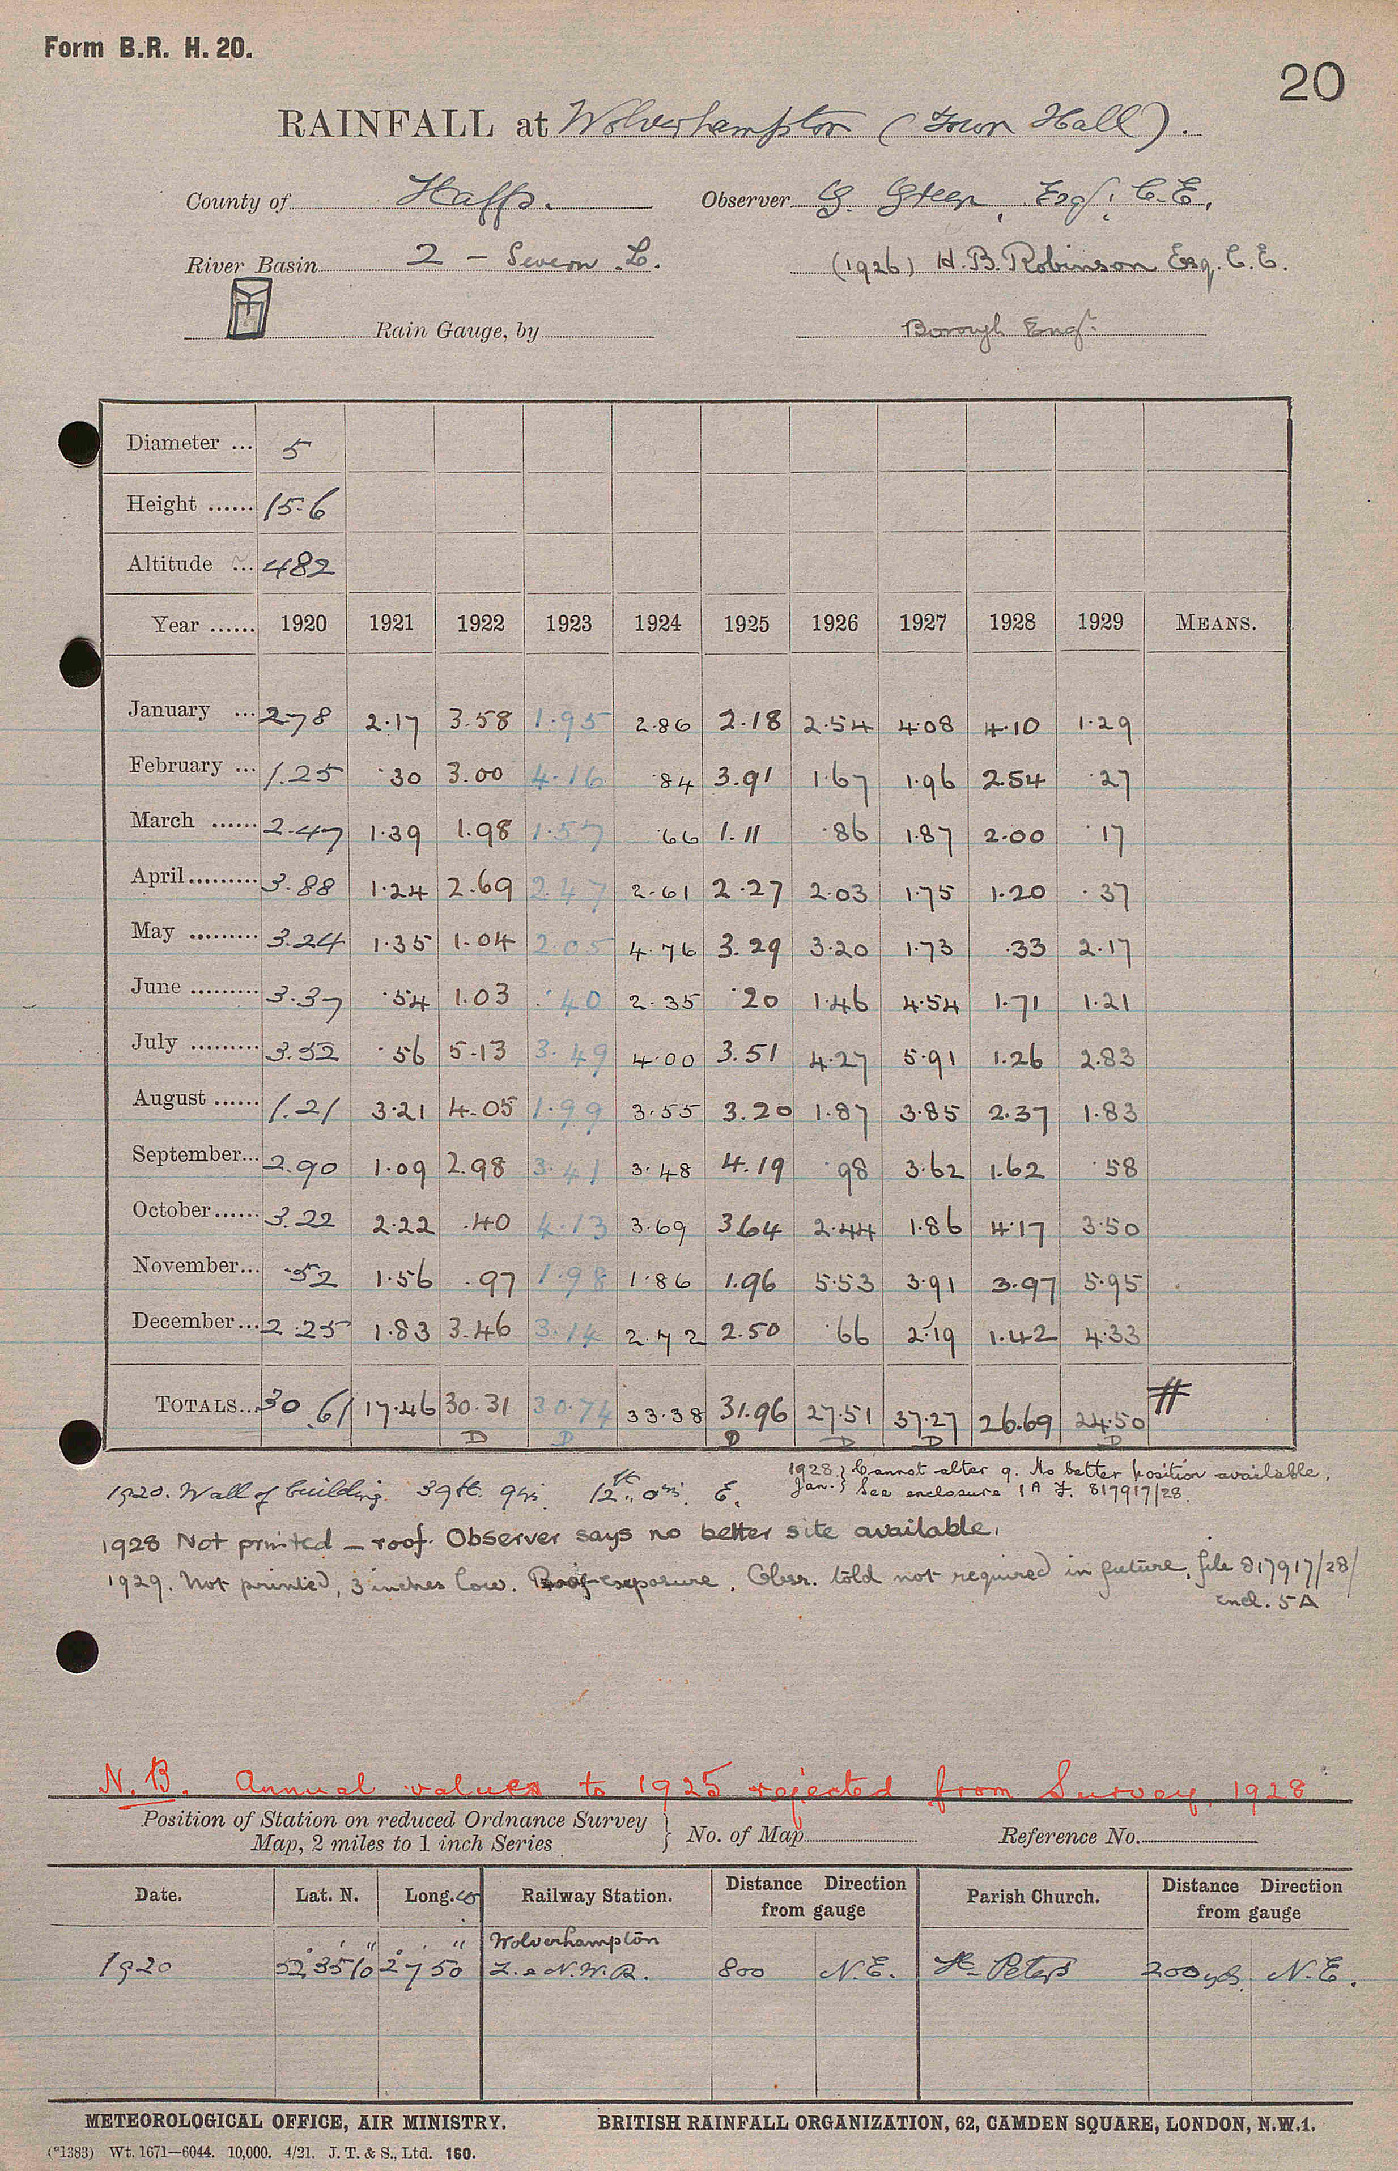 Form B.R. H. 20.
20
RAINFALL at Wolverhampton (Town Hall).
County of Staffs. Observer G. Green, Esq. C.E.
River Basin 2 - Severn. L. (1926) H.B. Robinson Esq. C.E.
Rain Gauge, by Borough Engr.
Diameter ... 5
Height ...... 15-6
Altitude ... 482
Year ...... 1920 1921 1922 1923 1924 1925 1926 1927 1928 1929 MEANS.
January ... 2.78 2.17 3.58 1.95 2.86 2.18 2.54 4.08 4.10 1.29
February ... 1.25 .30 3.00 4.16 .84 3.91 1.67 1.96 2.54 .27
March ...... 2.47 1.39 1.98 1.57 .66 1.11 .86 1.87 2.00 .17
April ......... 3.88 1.24 2.69 2.47 2.61 2.27 2.03 1.75 1.20 .37
May ......... 3.24 1.35 1.04 2.05 4.76 3.29 3.20 1.73 .33 2.17
June ......... 3.37 .54 1.03 .40 2.35 .20 1.46 4.54 1.71 1.21
July ......... 3.52 .56 5.13 3.49 4.00 3.51 4.27 5.91 1.26 2.83
August ...... 1.21 3.21 4.05 1.99 3.55 3.20 1.87 3.85 2.37 1.83
September... 2.90 1.09 2.98 3.41 3.48 4.19 .98 3.62 1.62 .58
October...... 3.22 2.22 .40 4.13 3.69 3.64 2.44 1.86 4.17 3.50
November... .52 1.56 .97 1.98 1.86 1.96 5.53 3.91 3.97 5.95
December... 2.25 1.83 3.46 3.14 2.72 2.50 .66 2.19 1.42 4.33
TOTALS... 30.61 17.46 30.31 30.74 33.38 31.96 27.51 37.27 26.69 24.50 #
D D D D D D
1928 } Cannot alter g. No better position available.
Jan. } See enclosure 1A F. 817917/28.
1920. Wall of building. 39ft. 12ft. E.
1928 Not printed — roof. Observer says no better site available.
1929. Not printed, 3 inches low. Roof exposure. Obsr. told not required in future, file 817917/28/
encl. 5A
N.B. Annual values to 1925 rejected from Survey, 1928
Position of Station on reduced Ordnance Survey
Map, 2 miles to 1 inch Series } No. of Map Reference No.
Date. Lat. N. Long. W Railway Station. Distance Direction from gauge Parish Church. Distance Direction from gauge
1920 52° 35' 10" 2° 7' 50" Wolverhampton L. & N.W.R. 800 N.E. St. Peters 200 yds N.E.
METEOROLOGICAL OFFICE, AIR MINISTRY. BRITISH RAINFALL ORGANIZATION, 62, CAMDEN SQUARE, LONDON, N.W.1.
(*1383) Wt. 1671—6044. 10,000. 4/21. J. T. & S., Ltd. 160.